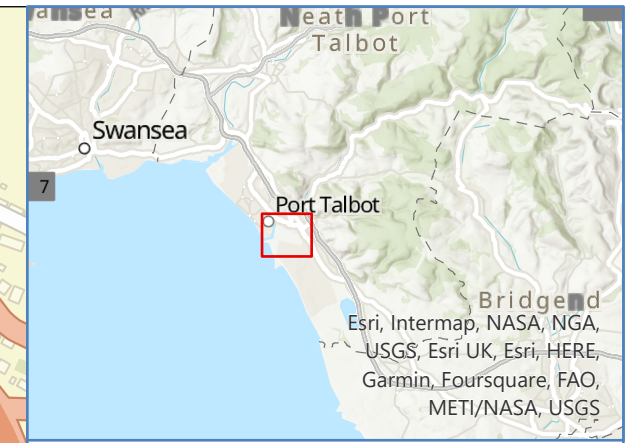 Neath Port
Talbot
Swansea
7
Port Talbot
Bridgend
Esri, Intermap, NASA, NGA,
USGS, Esri UK, Esri, HERE,
Garmin, Foursquare, FAO,
METI/NASA, USGS